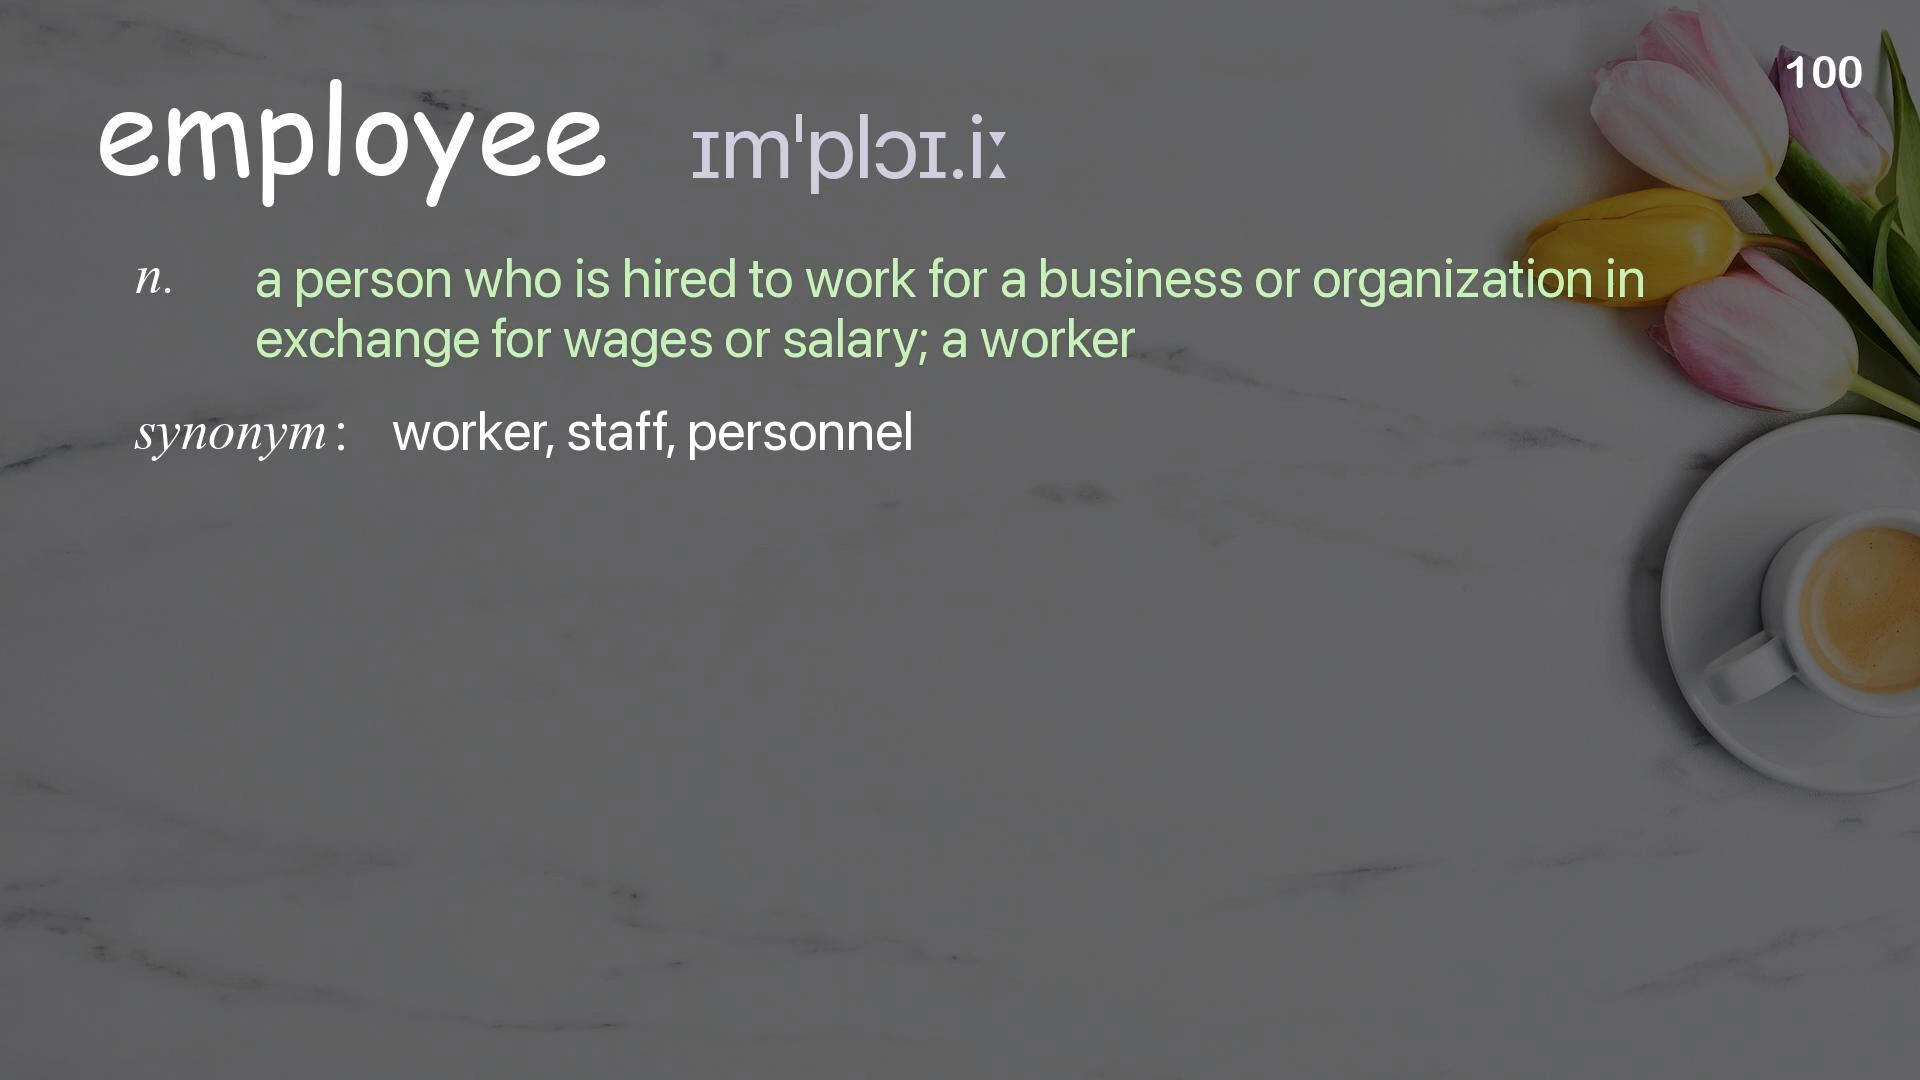 100
employee ɪmˈplɔɪ.iː
n. a person who is hired to work for a business or organization in
exchange for wages or salary; a worker
synonym: worker, staff, personnel